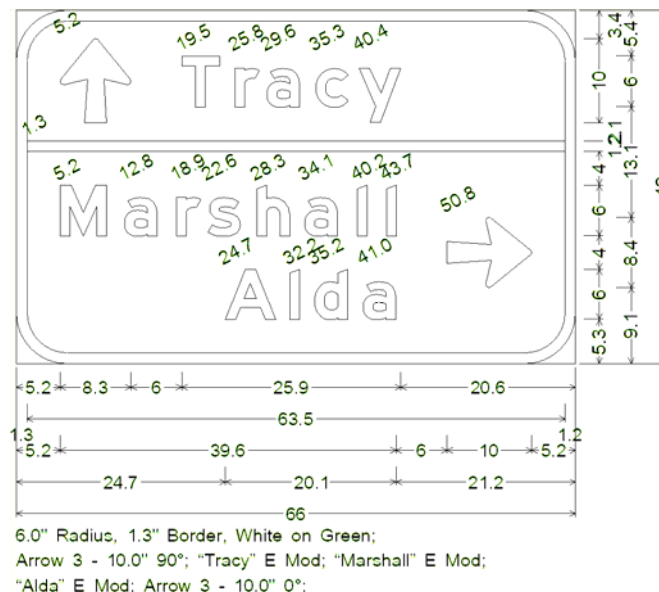 5.2 19.5 25.8 29.6 35.3 40.4
Tracy
1.3
5.2 12.8 18.9 22.6 28.3 34.1 40.2 43.7
Marshall
50.8
24.7 32.2 35.2 41.0
Alda
3.4 5.4
10 6
2.1
13.1
4
6
4 8.4
6
5.3 9.1
5.2 8.3 6 25.9 20.6
63.5
1.3 1.2
5.2 39.6 6 10 5.2
24.7 20.1 21.2
66
6.0" Radius, 1.3" Border, White on Green;
Arrow 3 - 10.0" 90°; “Tracy” E Mod; “Marshall” E Mod;
“Alda” E Mod; Arrow 3 - 10.0" 0°;